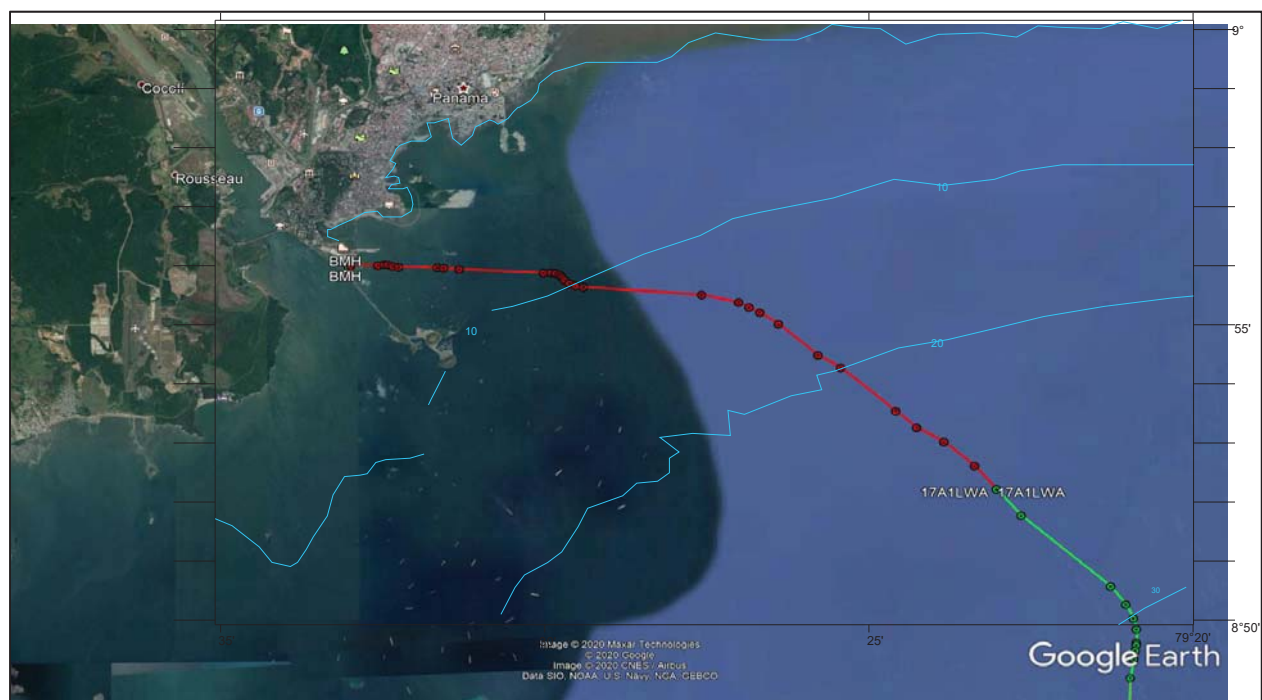 9°
Cocoli
Panama
Rousseau
10
BMH
BMH
55'
10
20
17A1LWA
17A1LWA
30
25'
79°20'
8°50'
Image © 2020 Maxar Technologies
© 2020 Google
Image © 2020 CNES / Airbus
Data SIO, NOAA, U.S. Navy, NGA, GEBCO
Google Earth